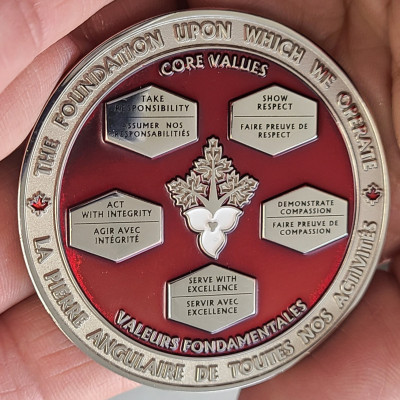 THE FOUNDATION UPON WHICH WE OPERATE
CORE VALUES
TAKE
RESPONSIBILITY
ASSUMER NOS
RESPONSABILITIÉS
SHOW
RESPECT
FAIRE PREUVE DE
RESPECT
ACT
WITH INTEGRITY
AGIR AVEC
INTÉGRITÉ
DEMONSTRATE
COMPASSION
FAIRE PREUVE DE
COMPASSION
SERVE WITH
EXCELLENCE
SERVIR AVEC
EXCELLENCE
VALEURS FONDAMENTALES
LA PIERRE ANGULAIRE DE TOUTES NOS ACTIVITÉS